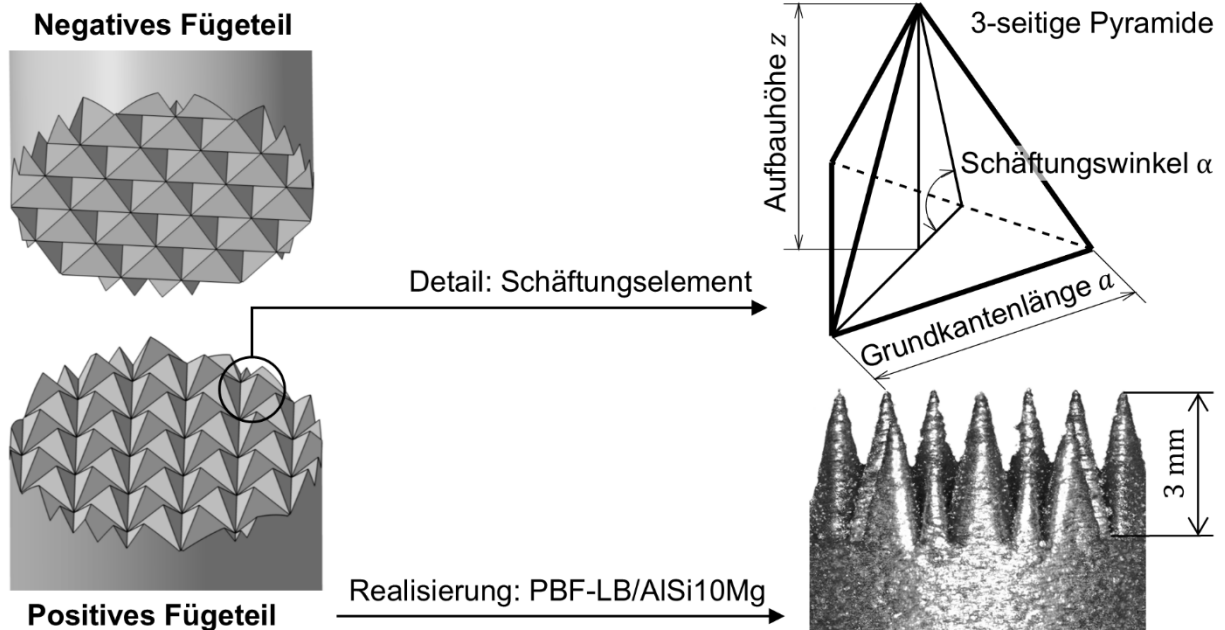 Negatives Fügeteil
3-seitige Pyramide
Aufbauhöhe z
Schäftungswinkel α
Detail: Schäftungselement
Grundkantenlänge a
3 mm
Realisierung: PBF-LB/AlSi10Mg
Positives Fügeteil